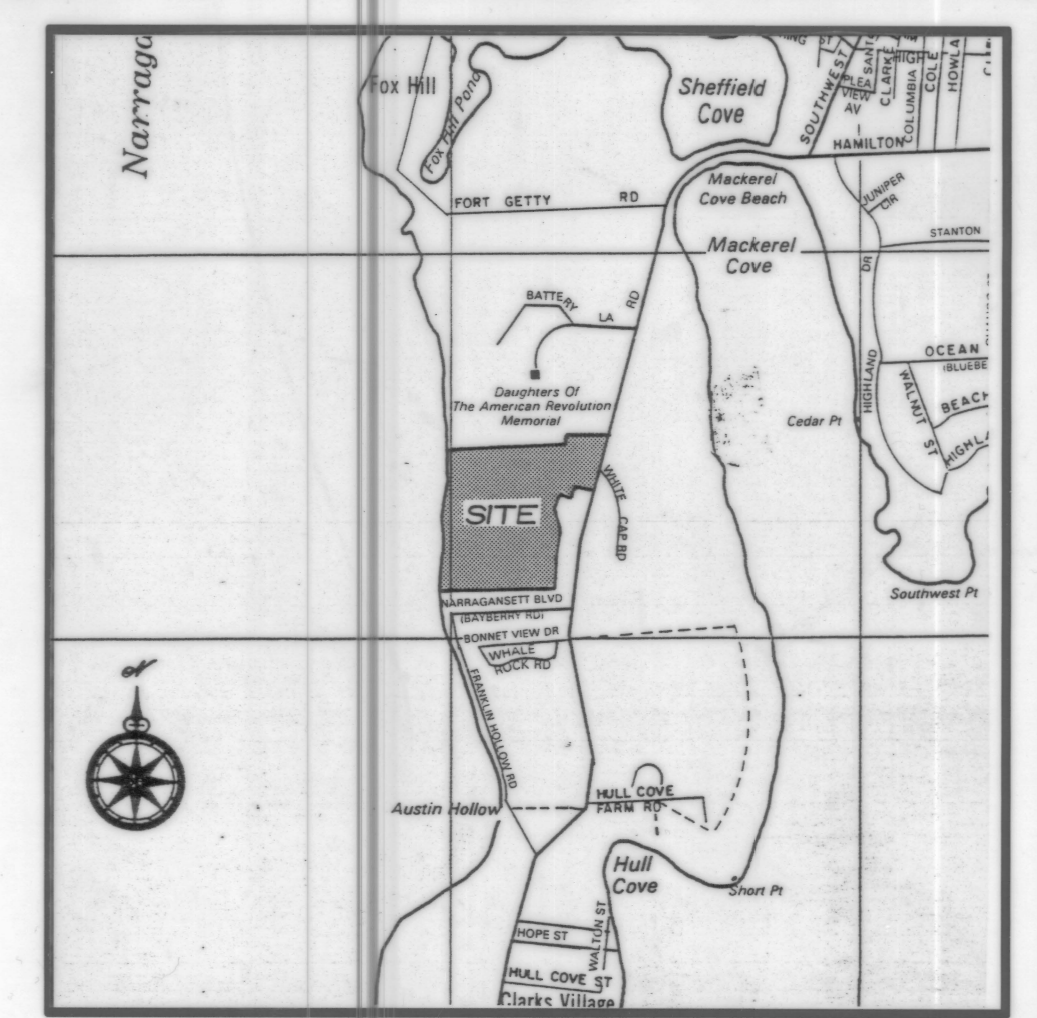 Narraga
Fox Hill
Fox Hill Pond
Sheffield
Cove
SOUTHWEST
ST
PLEA
VIEW
AV
SANT
CLARKE
HIGH
COLUMBIA
COLE
HOWLA
HAMILTON
Mackerel
Cove Beach
JUNIPER
CIR
FORT GETTY RD
STANTON
Mackerel
Cove
DR
HIGHLAND
BATTERY LA
RD
OCEAN
(BLUEBE
WALNUT ST
BEACH
HIGHLA
Daughters Of
The American Revolution
Memorial
Cedar Pt
SITE
WHITE CAP RD
Southwest Pt
NARRAGANSETT BLVD
(BAYBERRY RD)
BONNET VIEW DR
WHALE
ROCK RD
FRANKLIN HOLLOW RD
N
Austin Hollow
HULL COVE
FARM RD
Hull
Cove
Short Pt
HOPE ST
WALTON ST
HULL COVE ST
Clarks Village